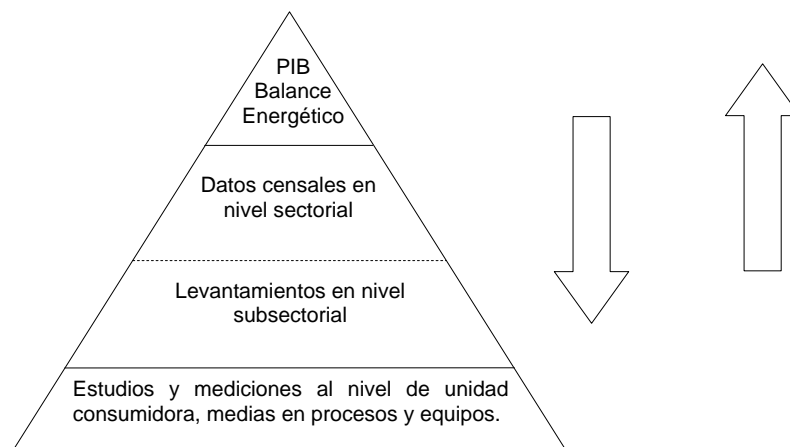 PIB
Balance
Energético
Datos censales en
nivel sectorial
Levantamientos en nivel
subsectorial
Estudios y mediciones al nivel de unidad
consumidora, medias en procesos y equipos.